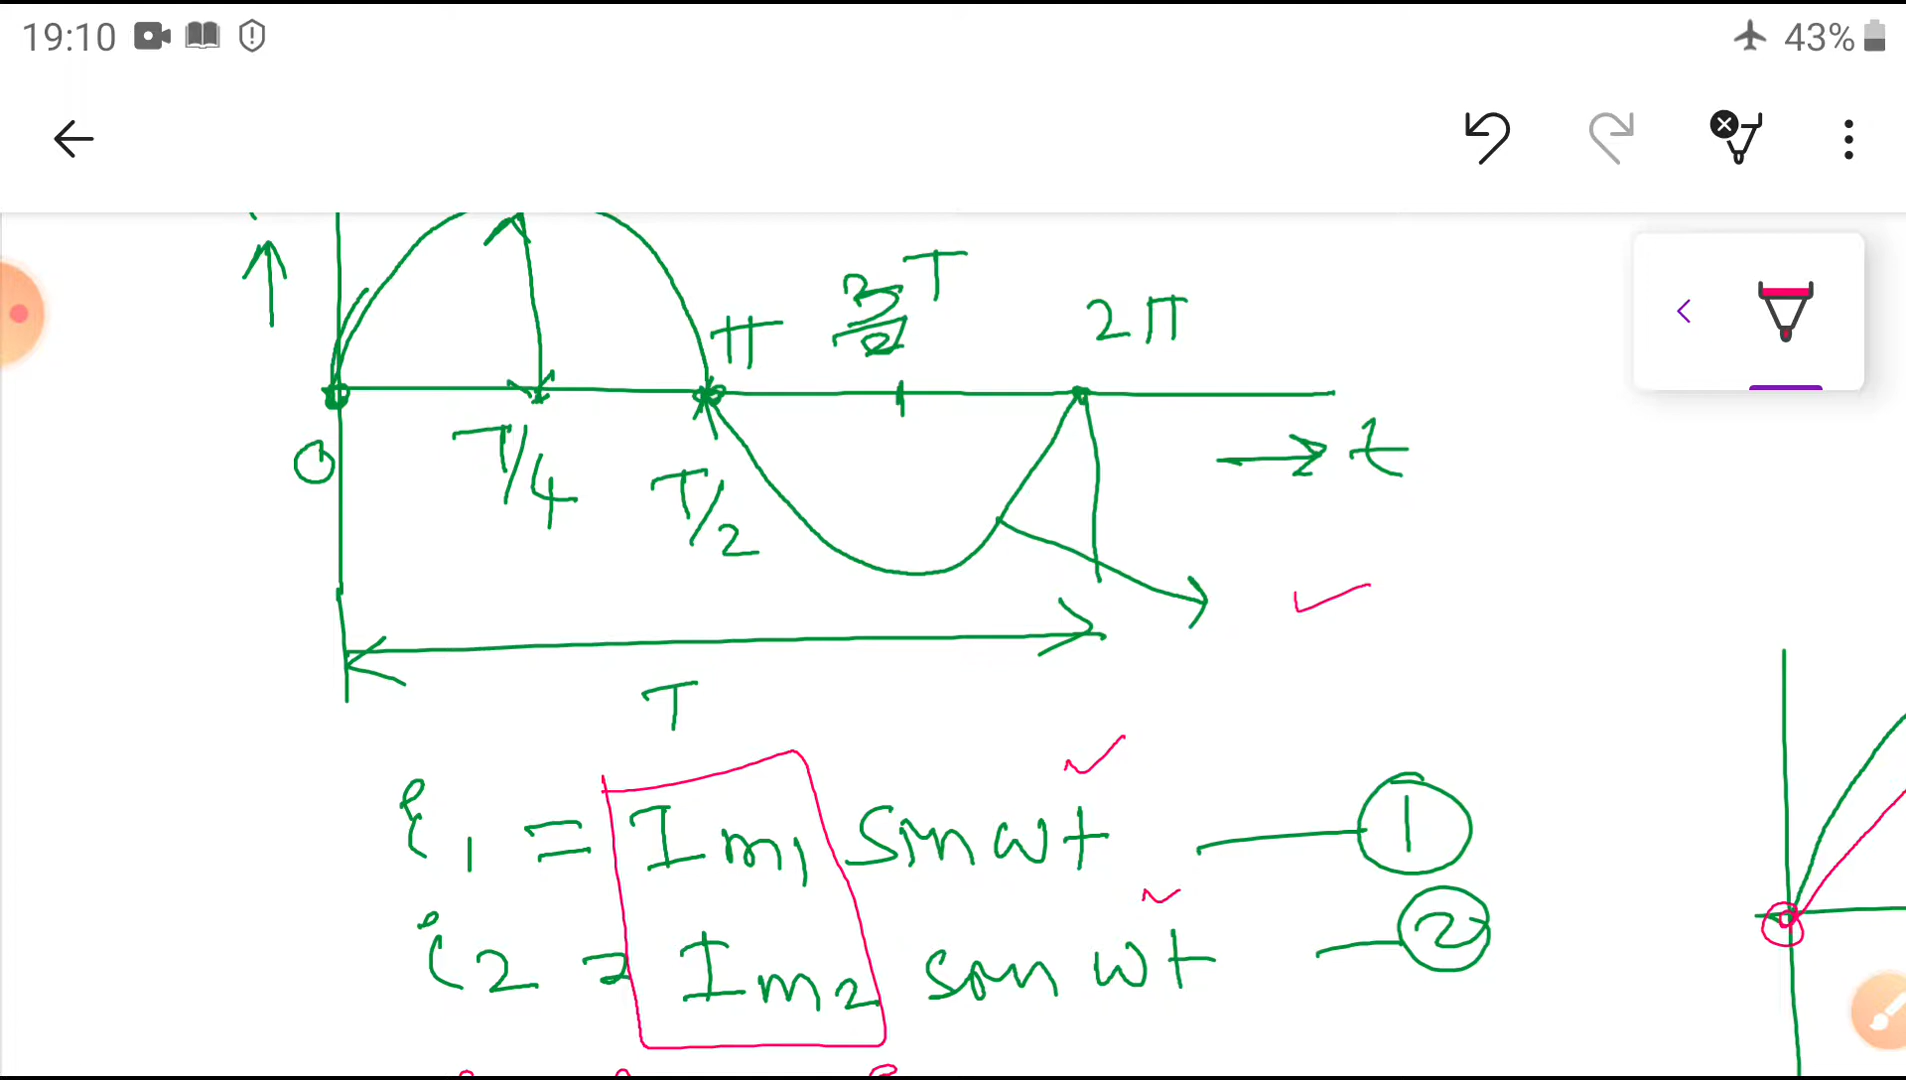 19:10 43%
π 3/2 T 2π
0 T/4 T/2 → t
T
i1 = Im1 sin ωt — 1
i2 = Im2 sin ωt — 2